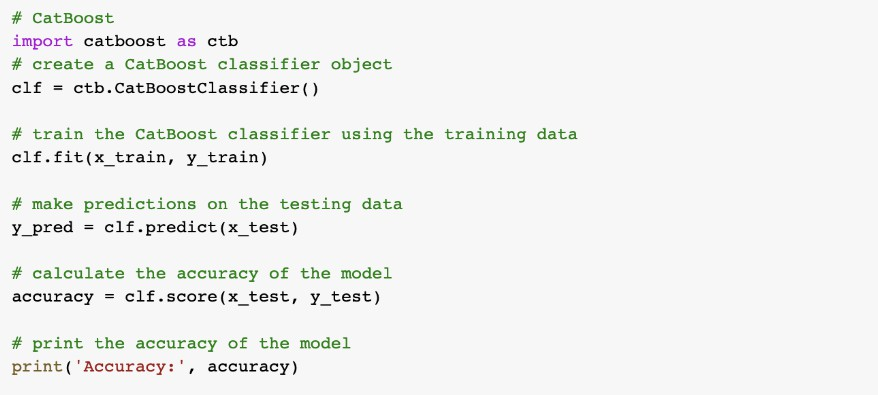 # CatBoost
import catboost as ctb
# create a CatBoost classifier object
clf = ctb.CatBoostClassifier()
# train the CatBoost classifier using the training data
clf.fit(x_train, y_train)
# make predictions on the testing data
y_pred = clf.predict(x_test)
# calculate the accuracy of the model
accuracy = clf.score(x_test, y_test)
# print the accuracy of the model
print('Accuracy:', accuracy)